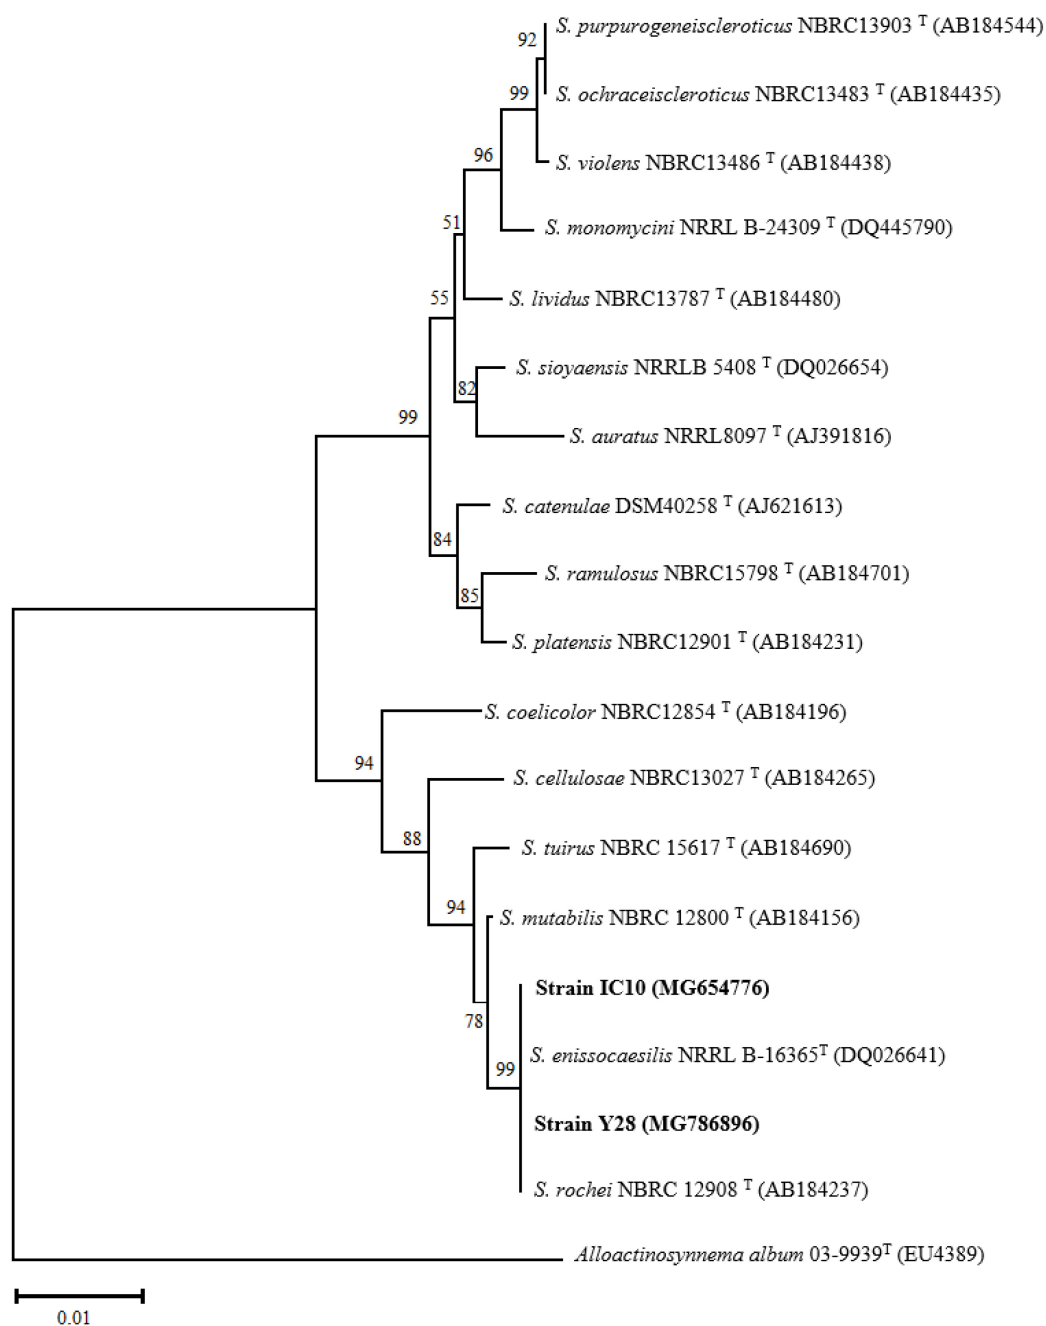 S. purpurogeneiscleroticus NBRC13903 T (AB184544)
92
99
S. ochraceiscleroticus NBRC13483 T (AB184435)
96
S. violens NBRC13486 T (AB184438)
51
S. monomycini NRRL B-24309 T (DQ445790)
55
S. lividus NBRC13787 T (AB184480)
S. sioyaensis NRRLB 5408 T (DQ026654)
82
99
S. auratus NRRL8097 T (AJ391816)
S. catenulae DSM40258 T (AJ621613)
84
S. ramulosus NBRC15798 T (AB184701)
85
S. platensis NBRC12901 T (AB184231)
S. coelicolor NBRC12854 T (AB184196)
94
S. cellulosae NBRC13027 T (AB184265)
88
S. tuirus NBRC 15617 T (AB184690)
94
S. mutabilis NBRC 12800 T (AB184156)
Strain IC10 (MG654776)
78
S. enissocaesilis NRRL B-16365T (DQ026641)
99
Strain Y28 (MG786896)
S. rochei NBRC 12908 T (AB184237)
Alloactinosynnema album 03-9939T (EU4389)
0.01